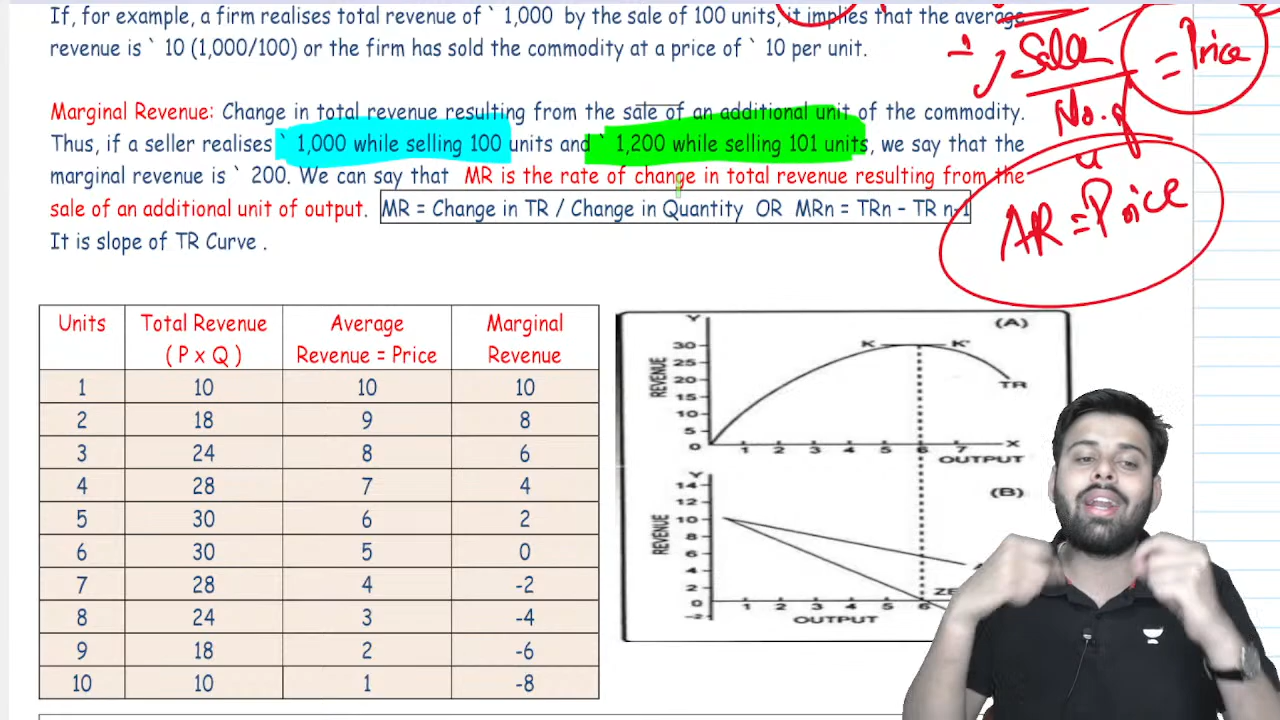 If, for example, a firm realises total revenue of ` 1,000 by the sale of 100 units, it implies that the average
revenue is ` 10 (1,000/100) or the firm has sold the commodity at a price of ` 10 per unit.
Marginal Revenue: Change in total revenue resulting from the sale of an additional unit of the commodity.
Thus, if a seller realises ` 1,000 while selling 100 units and ` 1,200 while selling 101 units, we say that the
marginal revenue is ` 200. We can say that MR is the rate of change in total revenue resulting from the
sale of an additional unit of output. MR = Change in TR / Change in Quantity OR MRn = TRn – TR n-1
It is slope of TR Curve .
Sales
= Price
No. of
u
AR = Price
Units Total Revenue Average Marginal
( P x Q ) Revenue = Price Revenue
1 10 10 10
2 18 9 8
3 24 8 6
4 28 7 4
5 30 6 2
6 30 5 0
7 28 4 -2
8 24 3 -4
9 18 2 -6
10 10 1 -8
Y (A)
30 K K'
25
REVENUE
20 TR
15
10
5
0 1 2 3 4 5 6 7 X
OUTPUT
Y
14 (B)
12
10
REVENUE
8
6
4 A
2 ZE
0 1 2 3 4 5 6
-2 OUTPUT